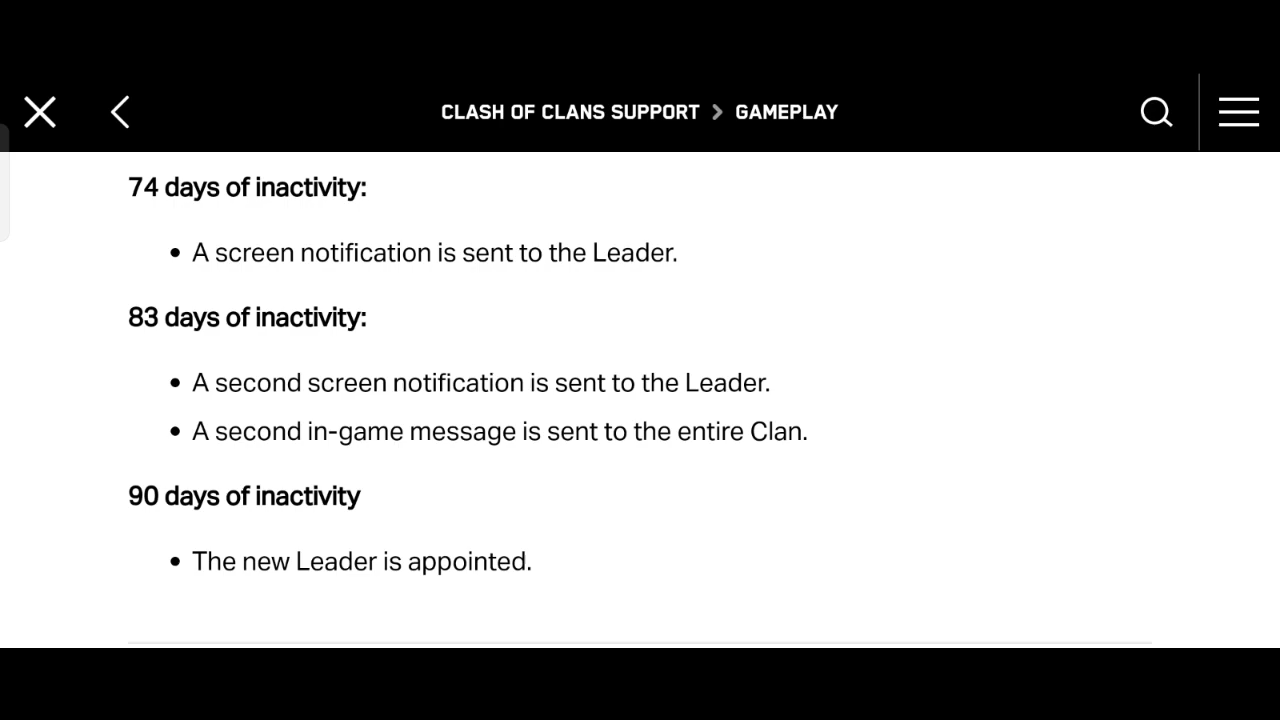 CLASH OF CLANS SUPPORT > GAMEPLAY
74 days of inactivity:
• A screen notification is sent to the Leader.
83 days of inactivity:
• A second screen notification is sent to the Leader.
• A second in-game message is sent to the entire Clan.
90 days of inactivity
• The new Leader is appointed.